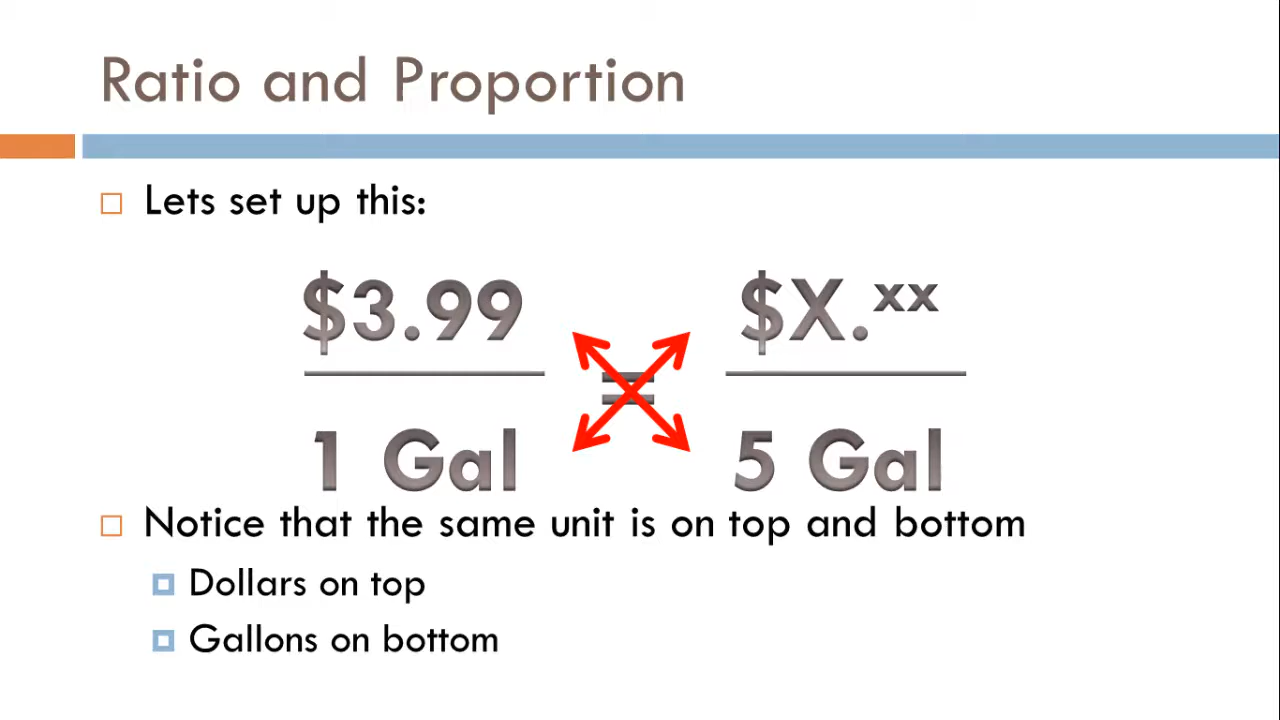 Ratio and Proportion
Lets set up this:
$3.99 = $X.xx
1 Gal 5 Gal
Notice that the same unit is on top and bottom
Dollars on top
Gallons on bottom